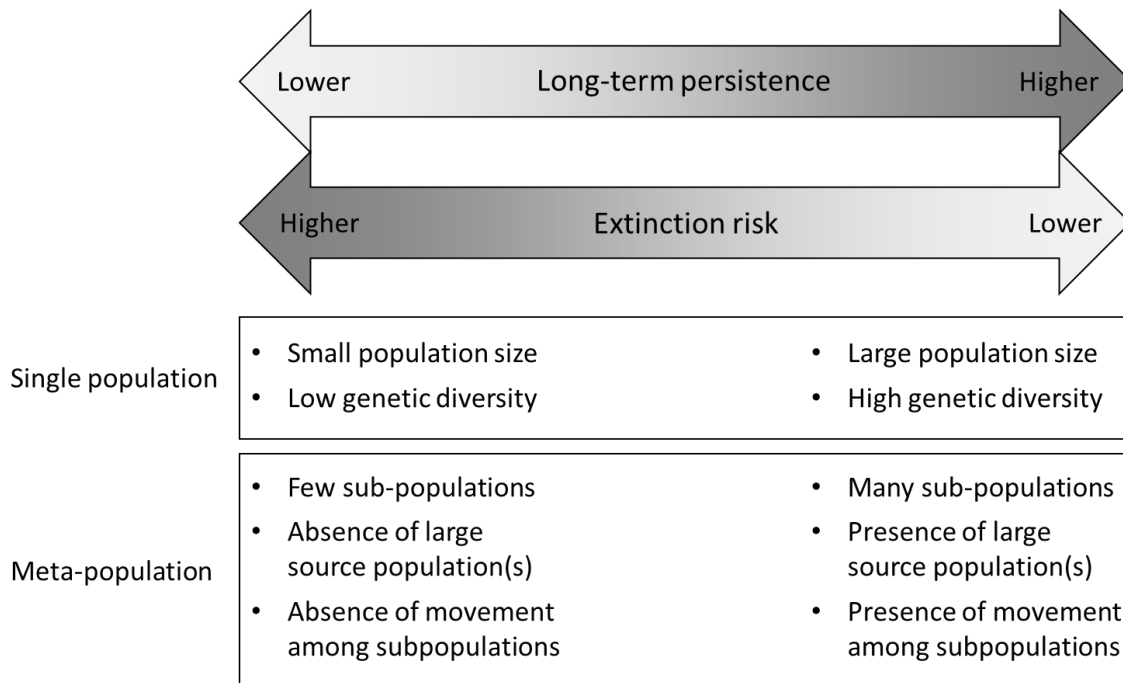 Lower Long-term persistence Higher
Higher Extinction risk Lower
Single population
• Small population size
• Low genetic diversity
• Large population size
• High genetic diversity
Meta-population
• Few sub-populations
• Absence of large
source population(s)
• Absence of movement
among subpopulations
• Many sub-populations
• Presence of large
source population(s)
• Presence of movement
among subpopulations